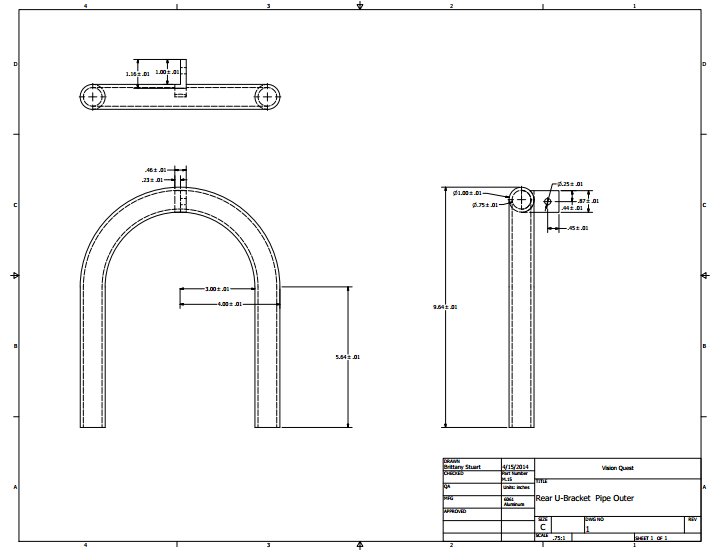 4
3
2
1
D
D
1.16 ± .01
1.00 ± .01
.46 ± .01
.23 ± .01
Ø.25 ± .01
Ø1.00 ± .01
Ø.75 ± .01
.87 ± .01
.44 ± .01
.45 ± .01
C
C
3.00 ± .01
4.00 ± .01
9.64 ± .01
5.64 ± .01
B
B
DRAWN
Brittany Stuart
4/15/2014
CHECKED
Part Number
M.15
QA
Units: inches
MFG
6061
Aluminum
APPROVED
Vision Quest
TITLE
Rear U-Bracket Pipe Outer
SIZE
C
DWG NO
1
REV
SCALE
.75:1
SHEET 1 OF 1
A
A
4
3
2
1